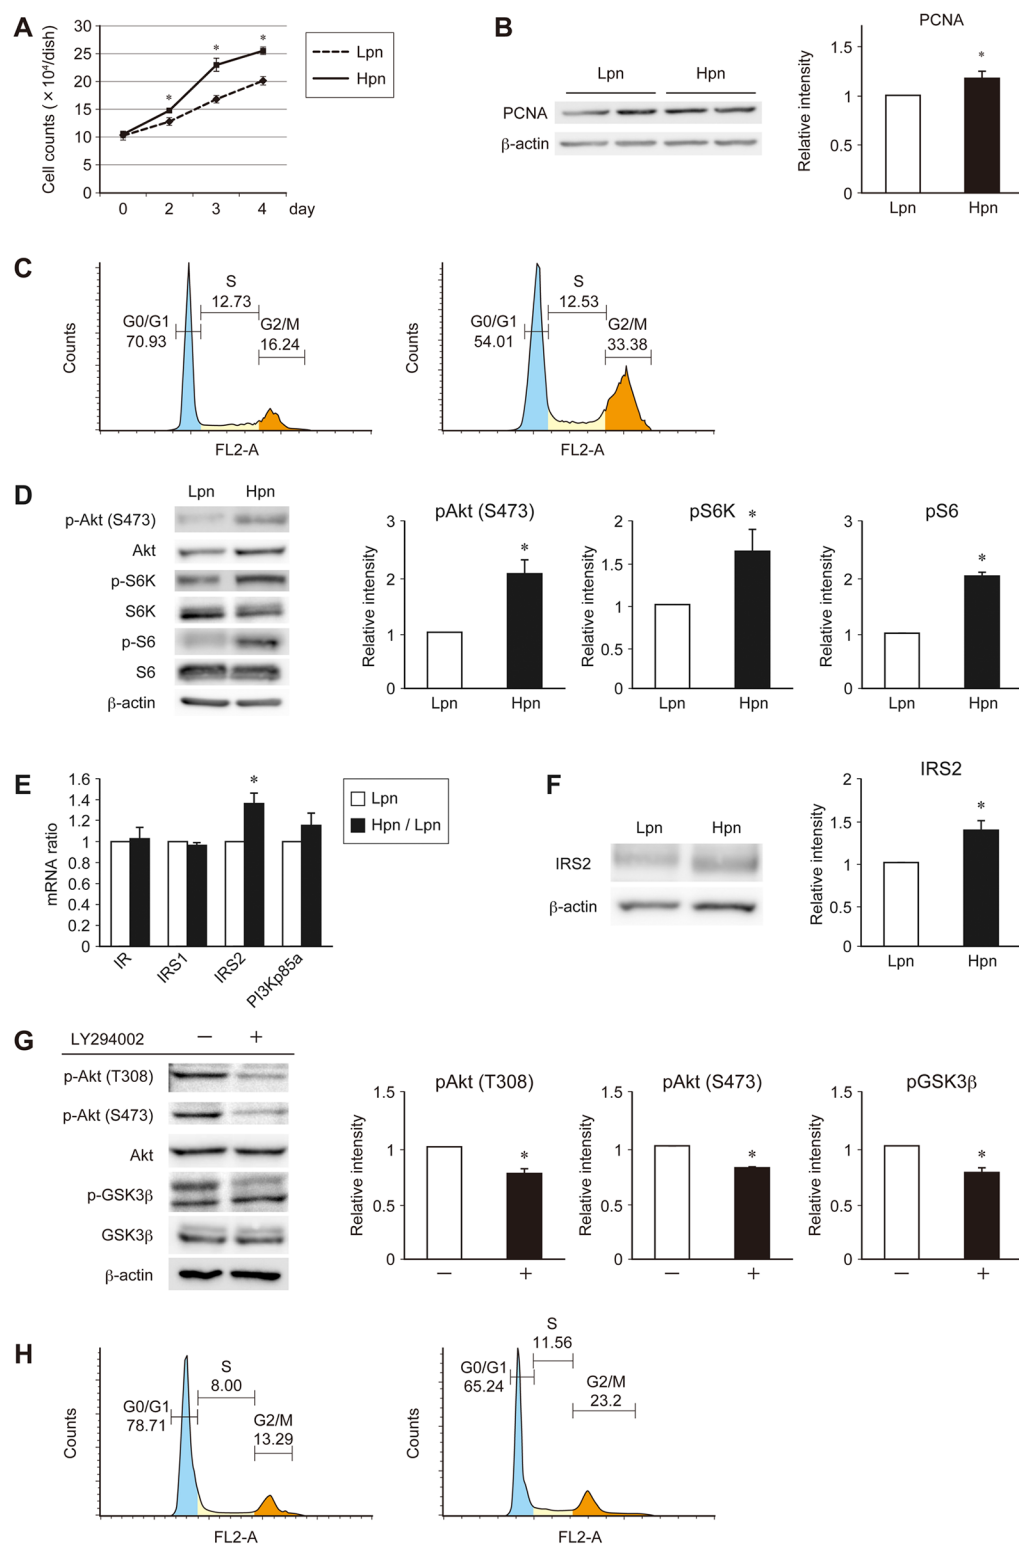 A
Cell counts ( × 10⁴/dish)
30
25
20
15
10
5
0
0 2 3 4 day
* * *
Lpn
Hpn
B
Lpn Hpn
PCNA
β-actin
PCNA
Relative intensity
1.5
1
0.5
0
*
Lpn Hpn
C
Counts
G0/G1
70.93
S
12.73
G2/M
16.24
FL2-A
Counts
G0/G1
54.01
S
12.53
G2/M
33.38
FL2-A
D
Lpn Hpn
p-Akt (S473)
Akt
p-S6K
S6K
p-S6
S6
β-actin
pAkt (S473)
Relative intensity
3
2
1
0
*
Lpn Hpn
pS6K
Relative intensity
2
1.5
1
0.5
0
*
Lpn Hpn
pS6
Relative intensity
3
2
1
0
*
Lpn Hpn
E
mRNA ratio
1.6
1.4
1.2
1
0.8
0.6
0.4
0.2
0
*
IR IRS1 IRS2 PI3Kp85a
Lpn
Hpn / Lpn
F
Lpn Hpn
IRS2
β-actin
IRS2
Relative intensity
2
1.5
1
0.5
0
*
Lpn Hpn
G
LY294002 − +
p-Akt (T308)
p-Akt (S473)
Akt
p-GSK3β
GSK3β
β-actin
pAkt (T308)
Relative intensity
1.5
1
0.5
0
*
− +
pAkt (S473)
Relative intensity
1.5
1
0.5
0
*
− +
pGSK3β
Relative intensity
1.5
1
0.5
0
*
− +
H
Counts
G0/G1
78.71
S
8.00
G2/M
13.29
FL2-A
Counts
G0/G1
65.24
S
11.56
G2/M
23.2
FL2-A